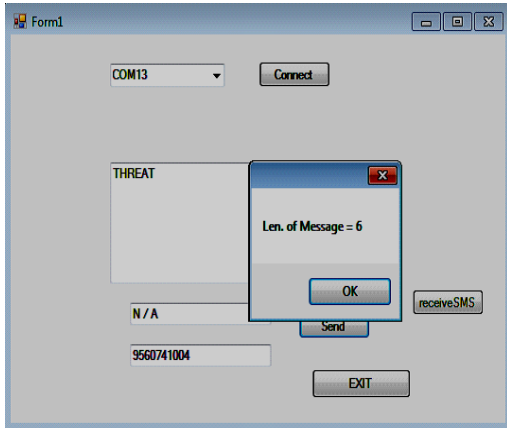 Form1
COM13
Connect
THREAT
Len. of Message = 6
OK
receiveSMS
N/A
Send
9560741004
EXIT